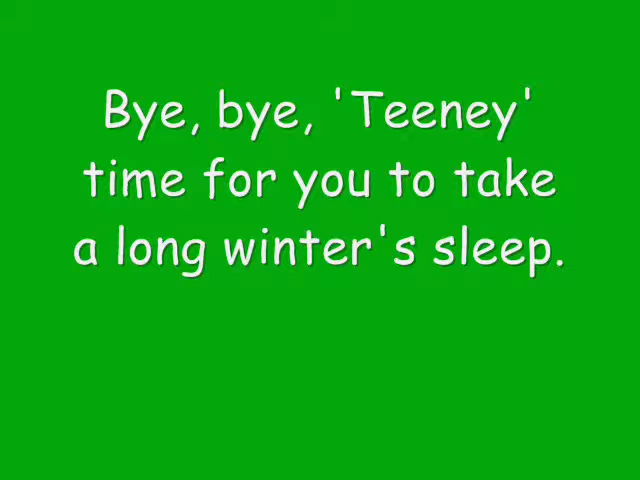 Bye, bye, 'Teeney'
time for you to take
a long winter's sleep.